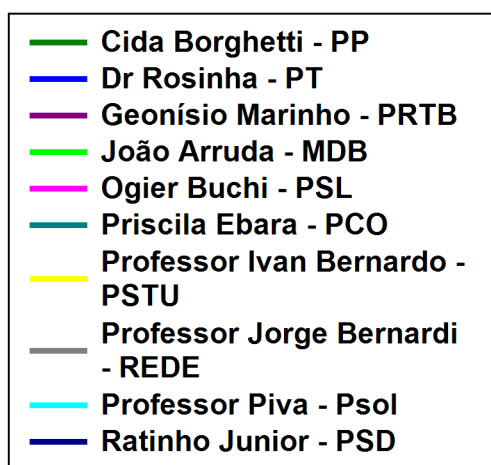 Cida Borghetti - PP
Dr Rosinha - PT
Geonísio Marinho - PRTB
João Arruda - MDB
Ogier Buchi - PSL
Priscila Ebara - PCO
Professor Ivan Bernardo -
PSTU
Professor Jorge Bernardi
- REDE
Professor Piva - Psol
Ratinho Junior - PSD